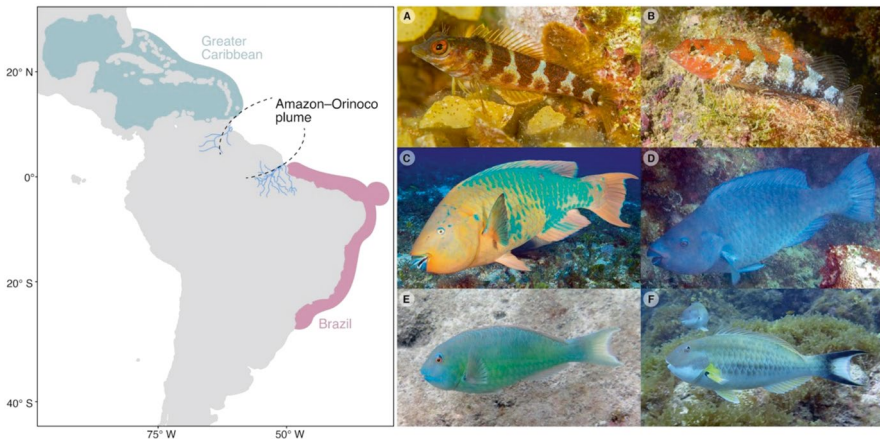 Greater
Caribbean
20° N
Amazon–Orinoco
plume
0°
20° S
Brazil
40° S
75° W
50° W
A
B
C
D
E
F